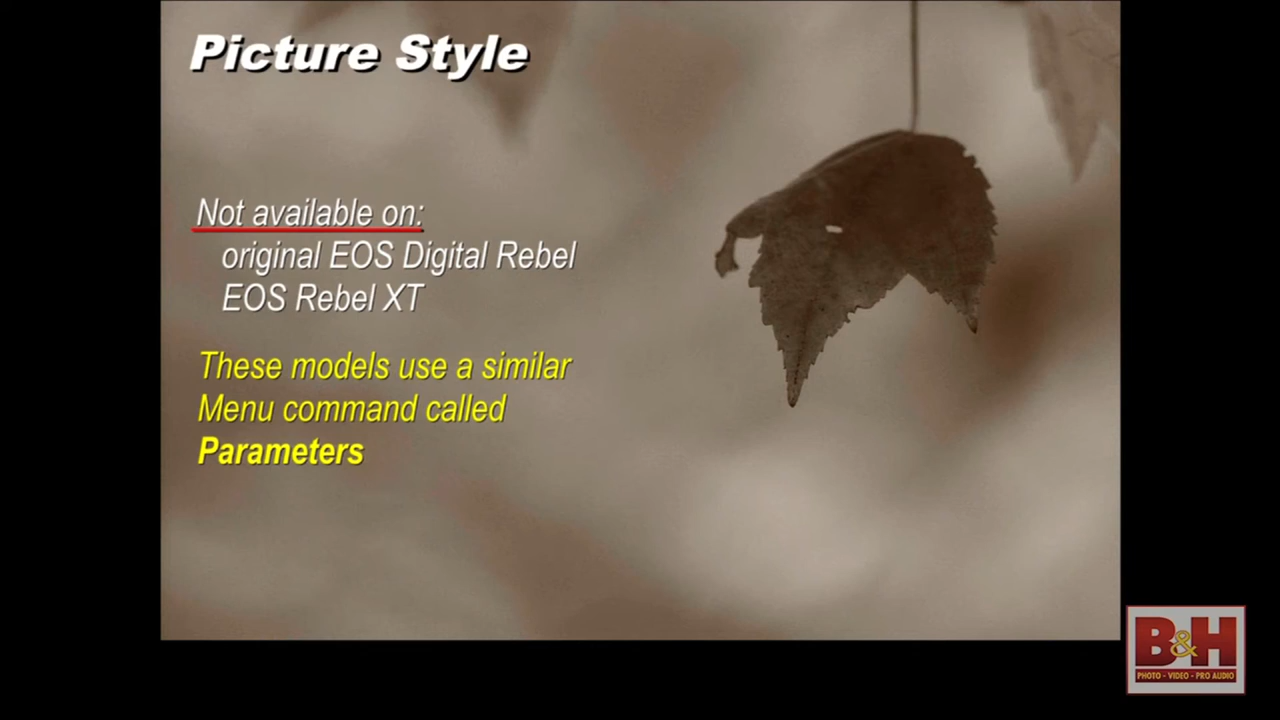 Picture Style
Not available on:
original EOS Digital Rebel
EOS Rebel XT
These models use a similar
Menu command called
Parameters
B&H
PHOTO - VIDEO - PRO AUDIO